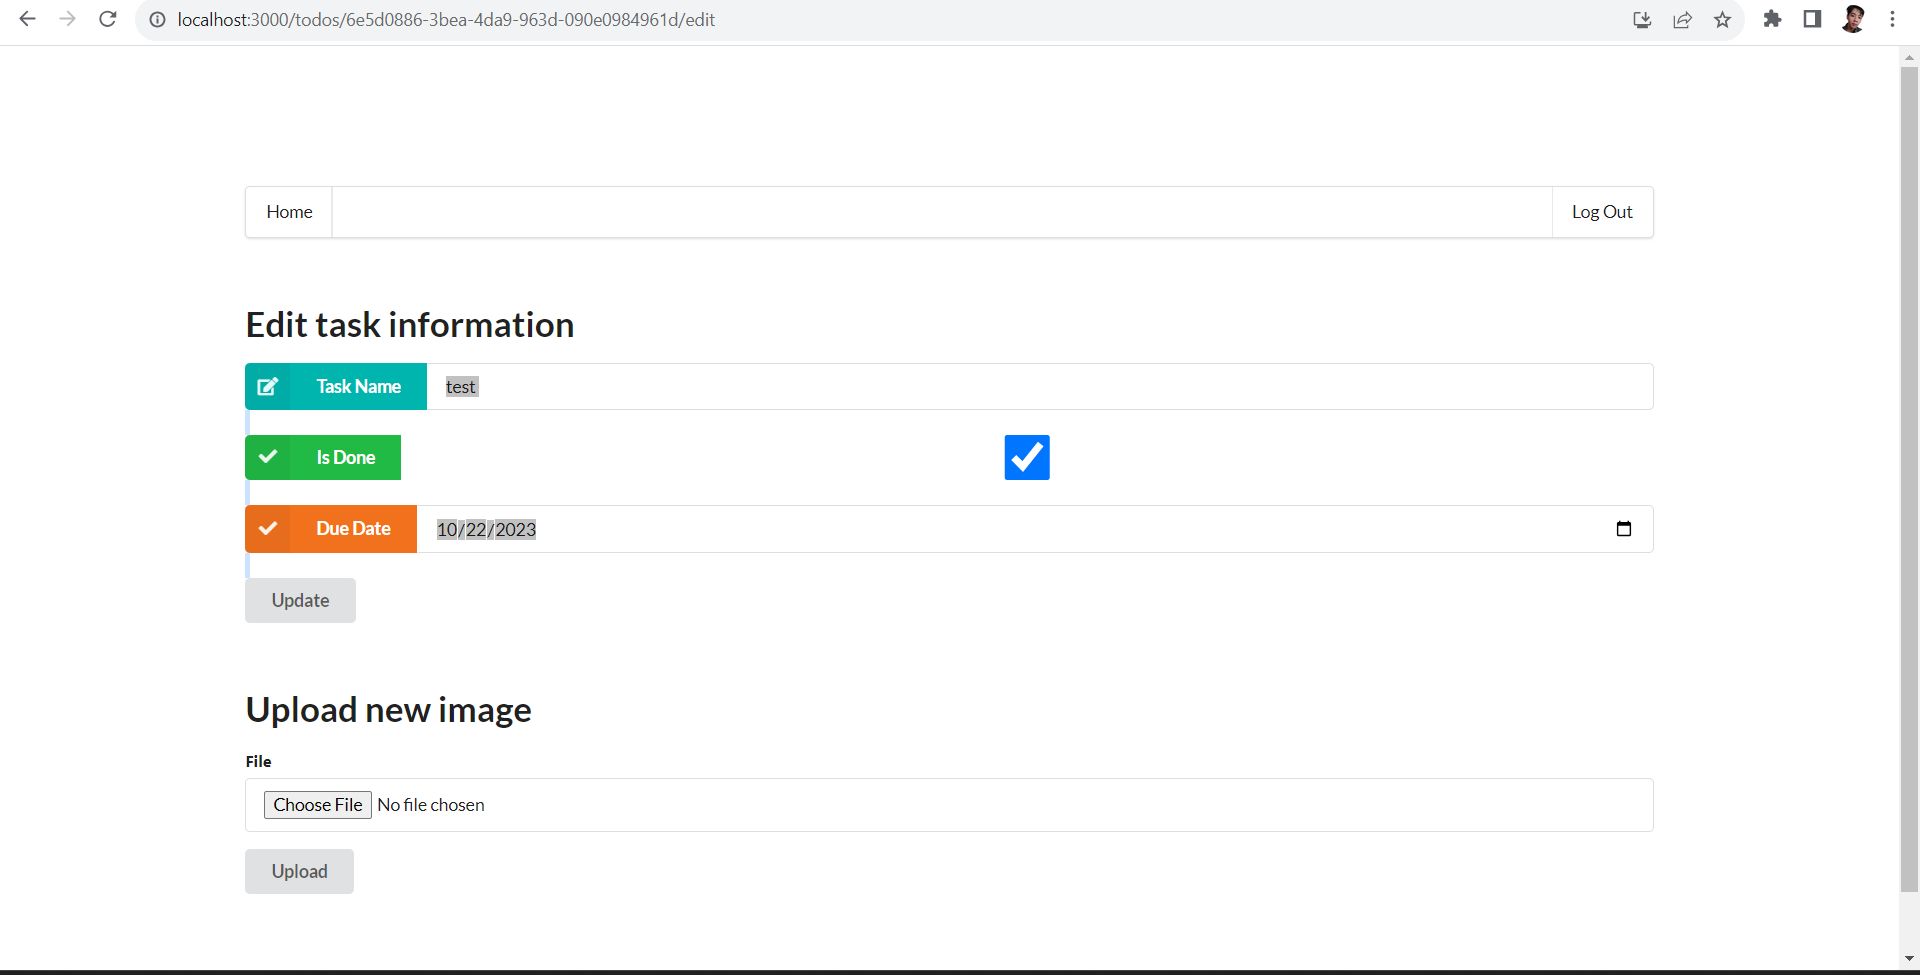 localhost:3000/todos/6e5d0886-3bea-4da9-963d-090e0984961d/edit
Home Log Out
Edit task information
Task Name test
Is Done
Due Date 10/22/2023
Update
Upload new image
File
Choose File No file chosen
Upload